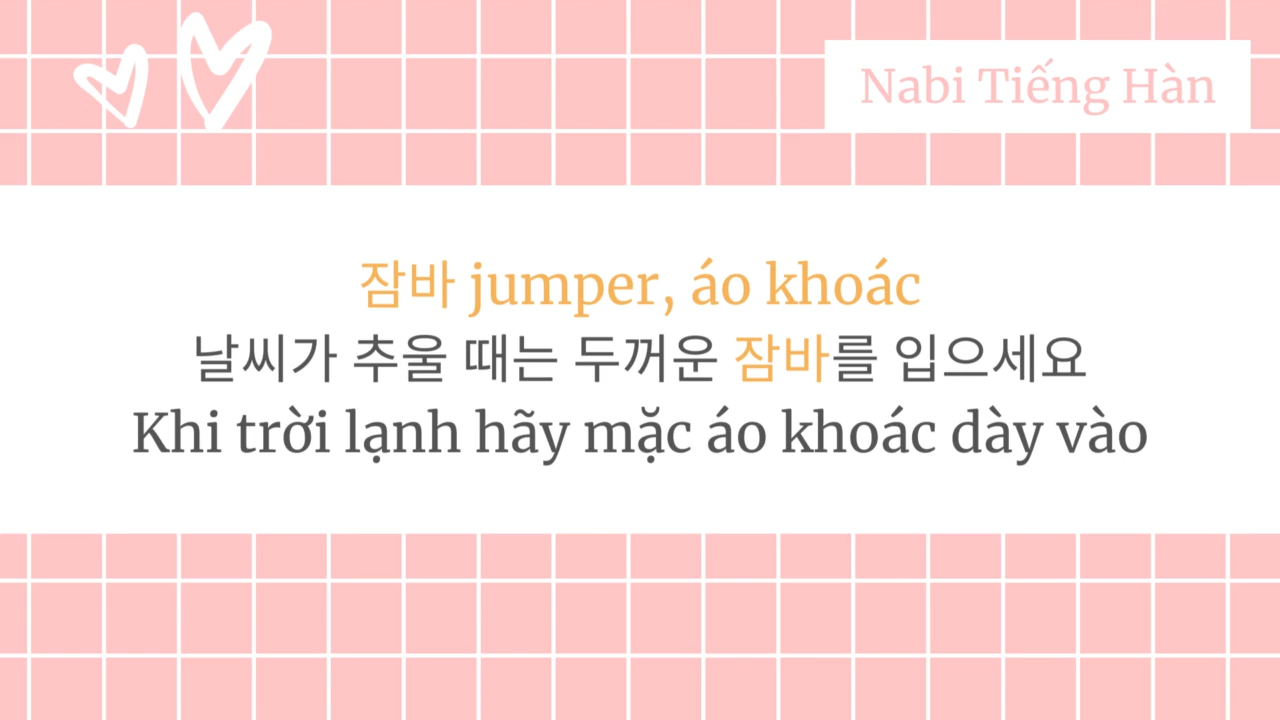 Nabi Tiếng Hàn
잠바 jumper, áo khoác
날씨가 추울 때는 두꺼운 잠바를 입으세요
Khi trời lạnh hãy mặc áo khoác dày vào